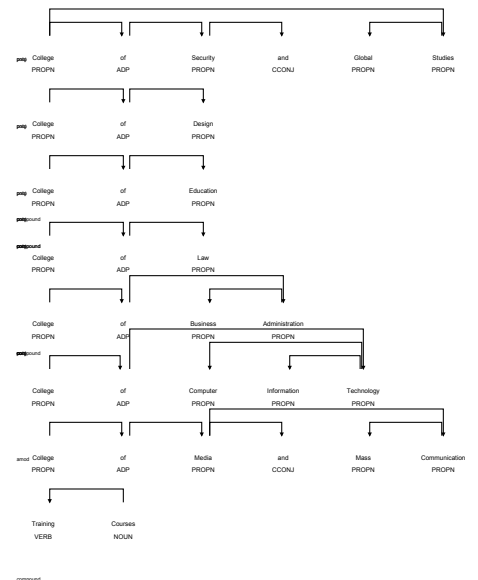 College of Security and Global Studies
PROPN ADP PROPN CCONJ PROPN PROPN
College of Design
PROPN ADP PROPN
College of Education
PROPN ADP PROPN
College of Law
PROPN ADP PROPN
College of Business Administration
PROPN ADP PROPN PROPN
College of Computer Information Technology
PROPN ADP PROPN PROPN PROPN
amod College of Media and Mass Communication
PROPN ADP PROPN CCONJ PROPN PROPN
Training Courses
VERB NOUN
compound